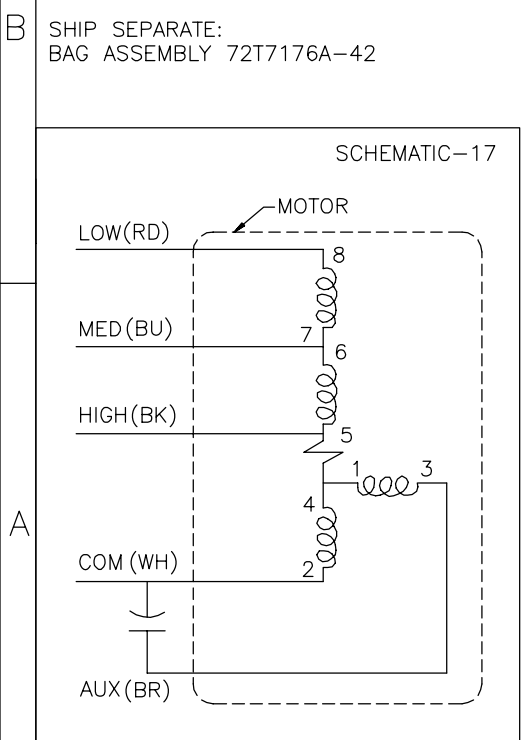 B
SHIP SEPARATE:
BAG ASSEMBLY 72T7176A-42
SCHEMATIC-17
MOTOR
LOW(RD)
8
MED(BU)
7
6
HIGH(BK)
5
1
3
4
A
COM(WH)
2
AUX(BR)